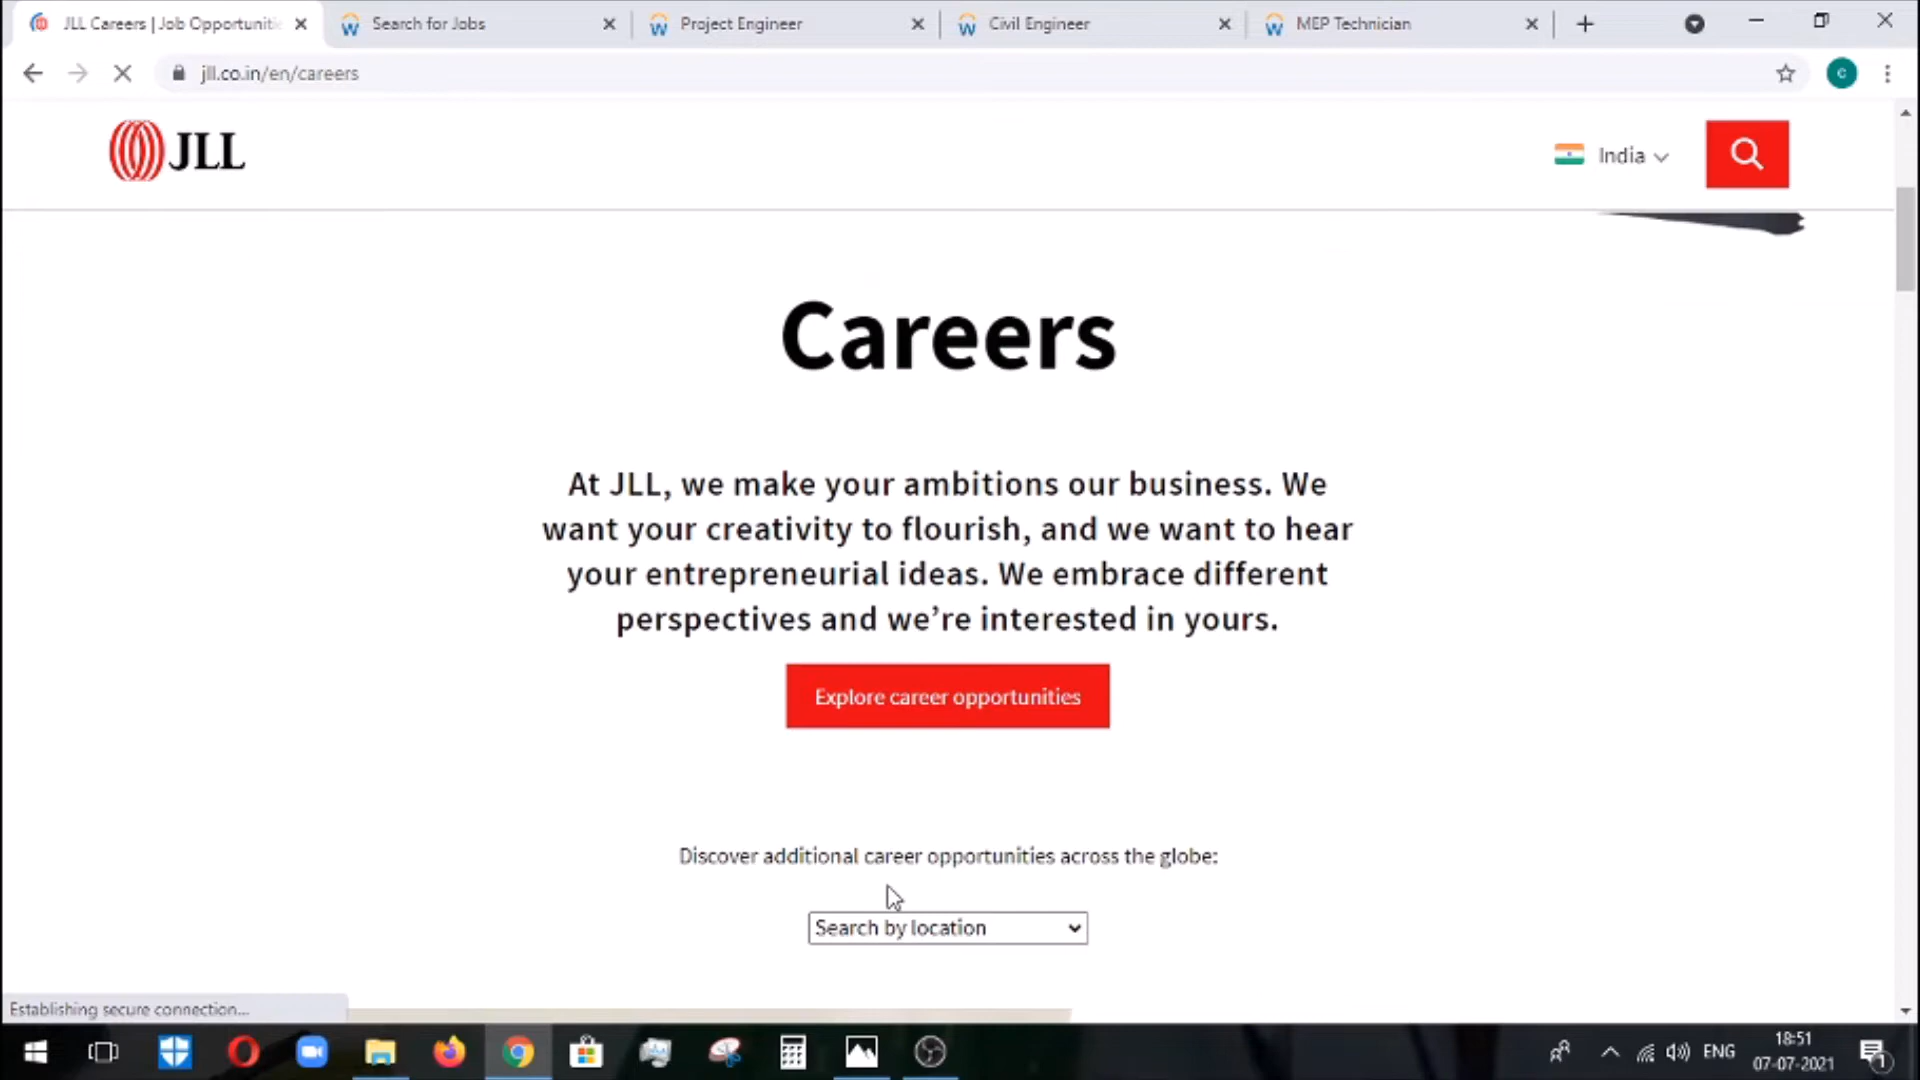 JLL Careers | Job Opportunitie
Search for Jobs
Project Engineer
Civil Engineer
MEP Technician
jll.co.in/en/careers
C
JLL
India
Careers
At JLL, we make your ambitions our business. We
want your creativity to flourish, and we want to hear
your entrepreneurial ideas. We embrace different
perspectives and we’re interested in yours.
Explore career opportunities
Discover additional career opportunities across the globe:
Search by location
Establishing secure connection...
ENG
18:51
07-07-2021
1